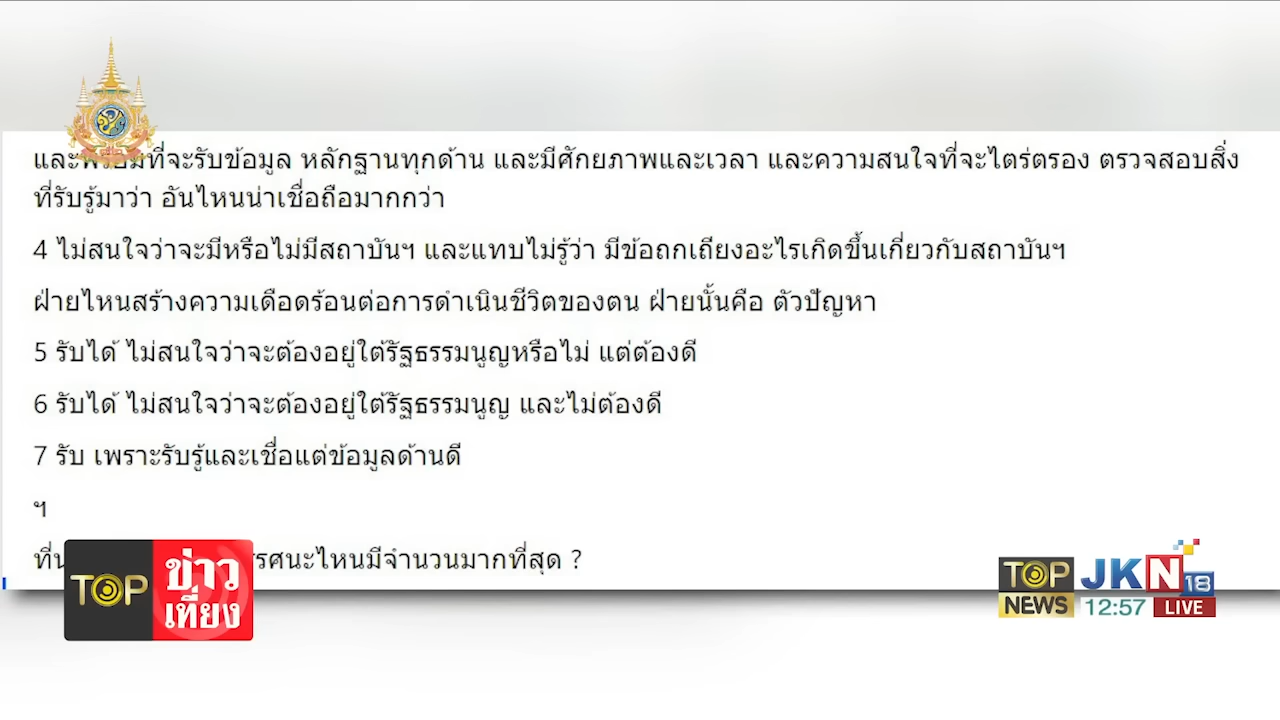 และพร้อมที่จะรับข้อมูล หลักฐานทุกด้าน และมีศักยภาพและเวลา และความสนใจที่จะไตร่ตรอง ตรวจสอบสิ่ง
ที่รับรู้มาว่า อันไหนน่าเชื่อถือมากกว่า
4 ไม่สนใจว่าจะมีหรือไม่มีสถาบันฯ และแทบไม่รู้ว่า มีข้อถกเถียงอะไรเกิดขึ้นเกี่ยวกับสถาบันฯ
ฝ่ายไหนสร้างความเดือดร้อนต่อการดำเนินชีวิตของตน ฝ่ายนั้นคือ ตัวปัญหา
5 รับได้ ไม่สนใจว่าจะต้องอยู่ใต้รัฐธรรมนูญหรือไม่ แต่ต้องดี
6 รับได้ ไม่สนใจว่าจะต้องอยู่ใต้รัฐธรรมนูญ และไม่ต้องดี
7 รับ เพราะรับรู้และเชื่อแต่ข้อมูลด้านดี
ฯ
รรศนะไหนมีจำนวนมากที่สุด ?
TOP ข่าวเที่ยง
TOP NEWS
JKN 18
12:57 LIVE